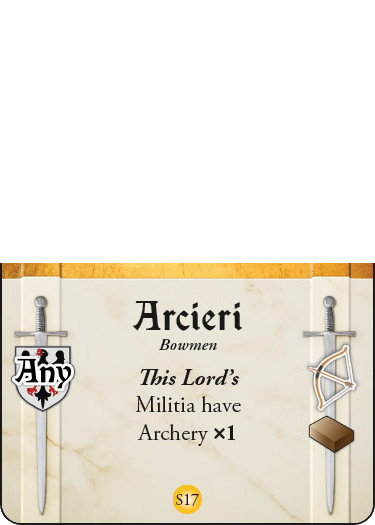 Arcieri
Bowmen
Any
This Lord's
Militia have
Archery ×1
S17